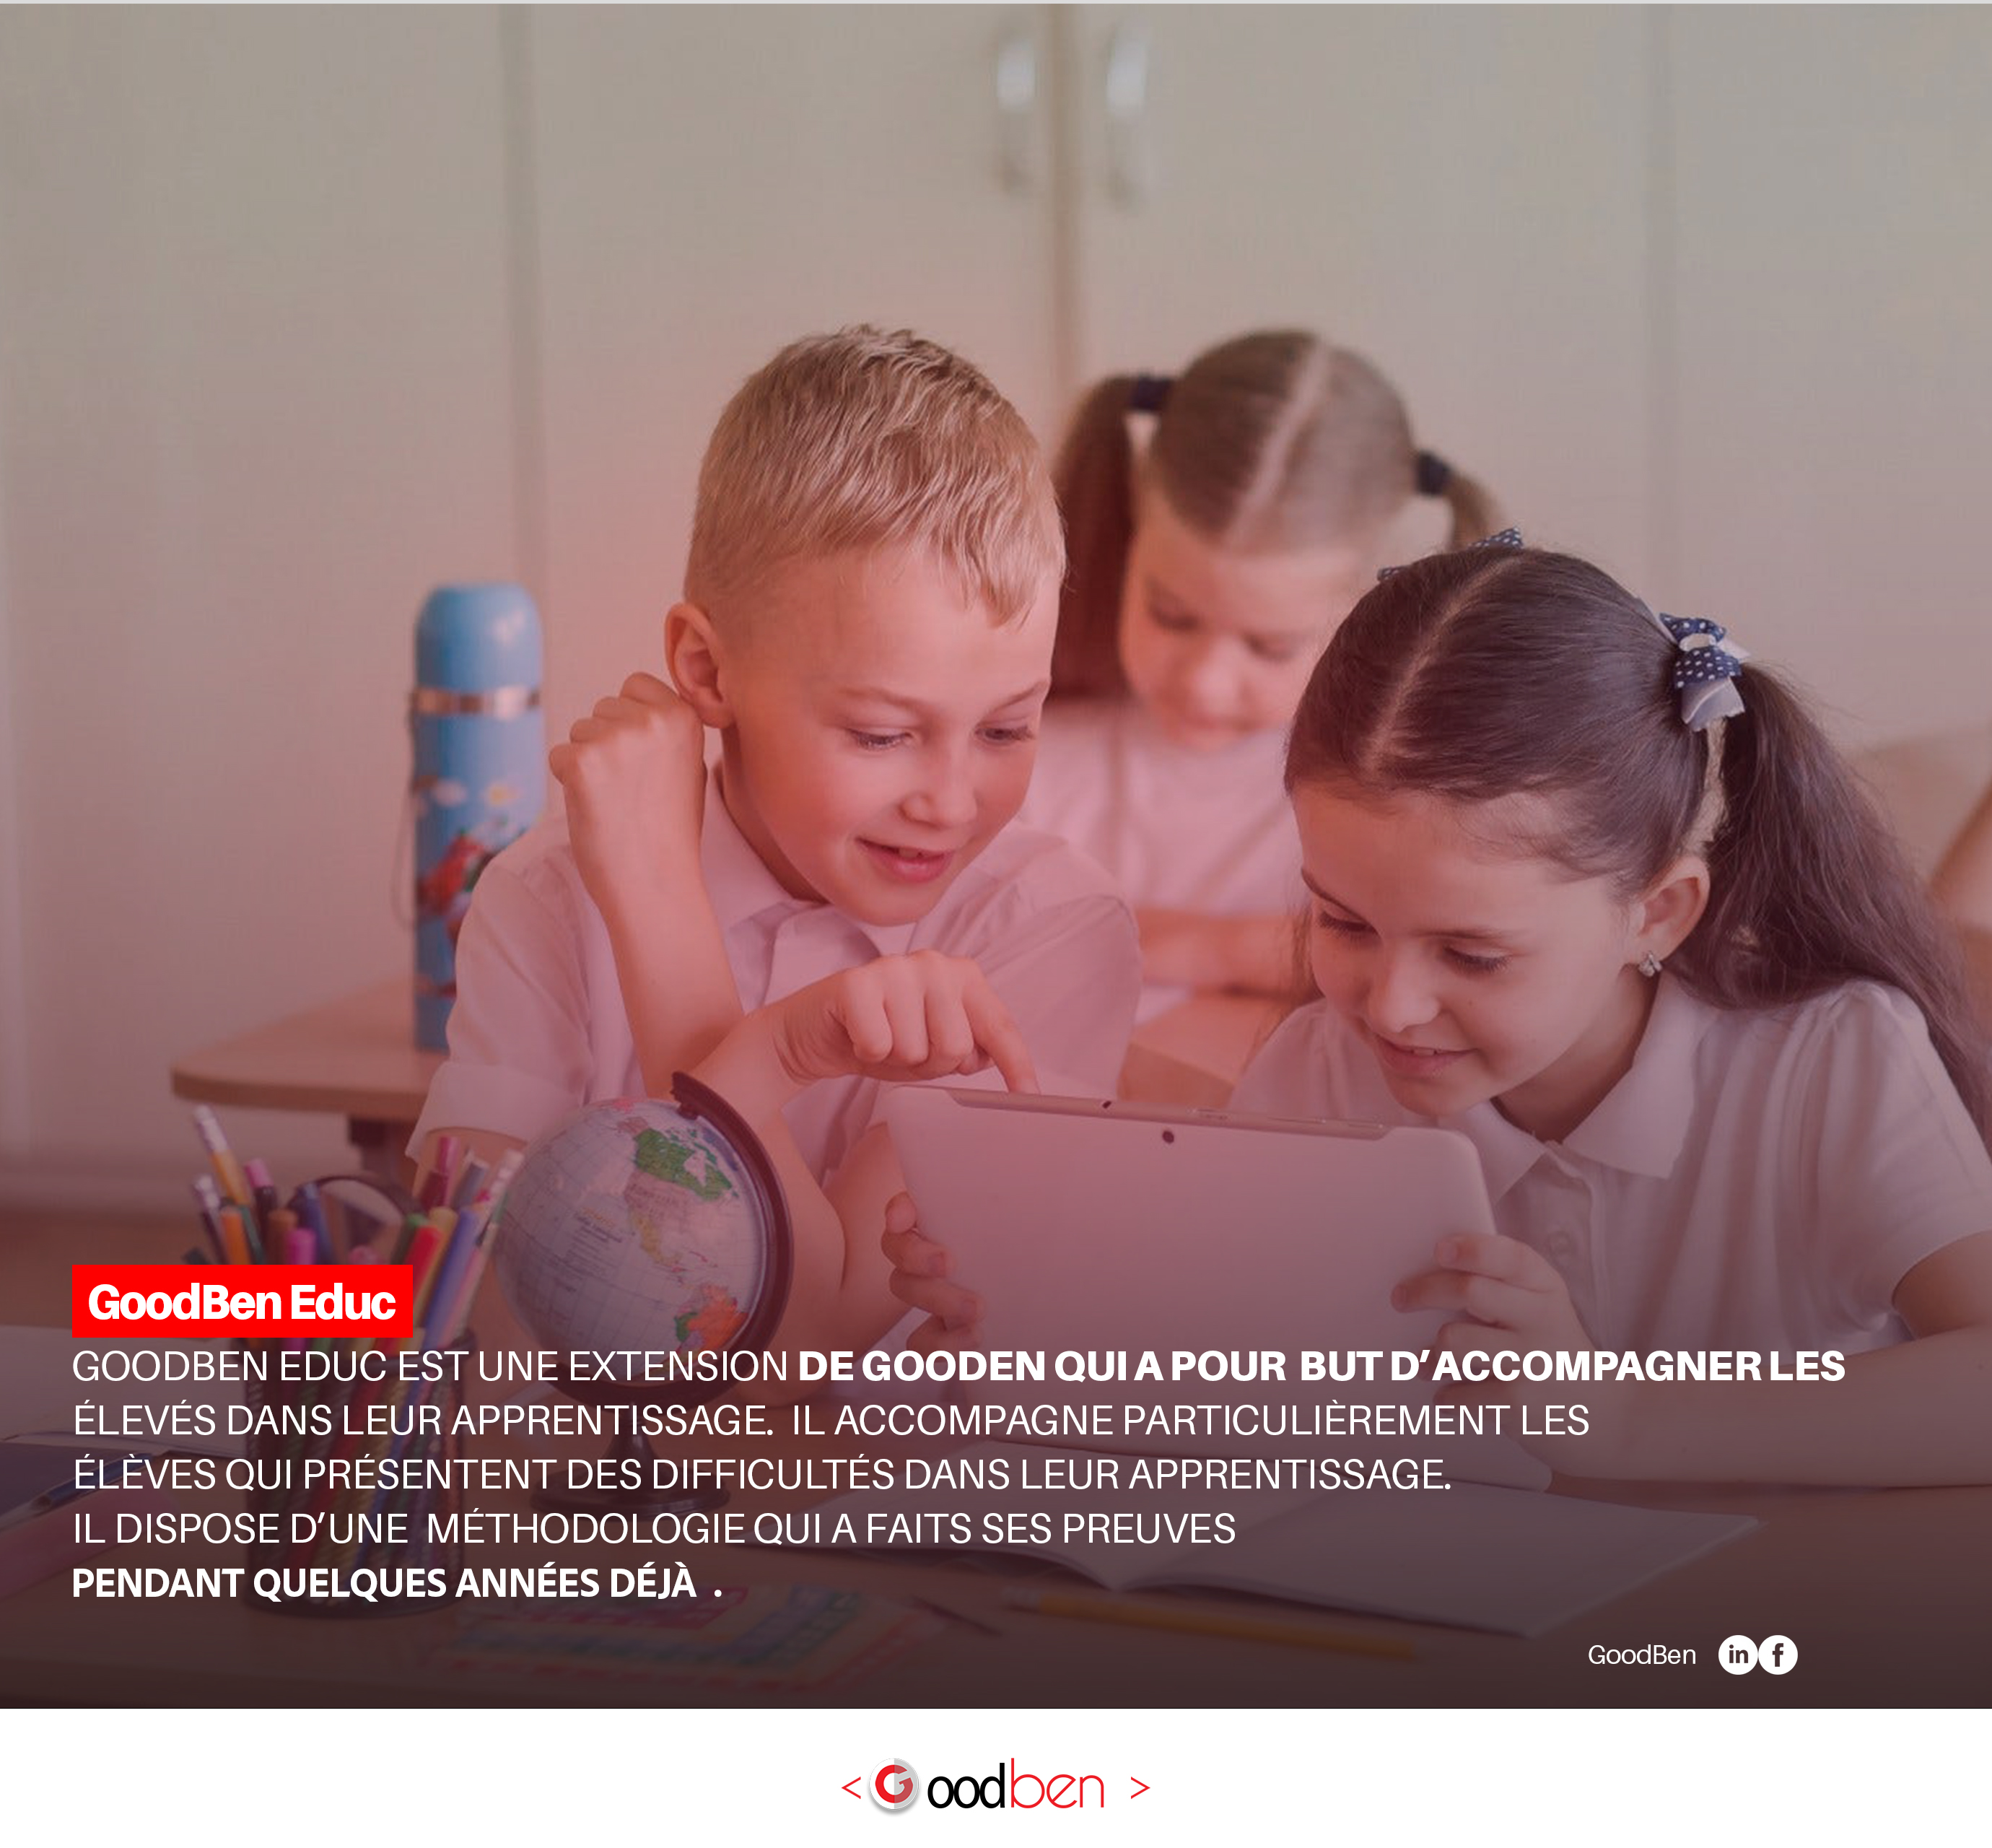 GoodBen Educ
GOODBEN EDUC EST UNE EXTENSION DE GOODEN QUI A POUR BUT D’ACCOMPAGNER LES
ÉLEVÉS DANS LEUR APPRENTISSAGE. IL ACCOMPAGNE PARTICULIÈREMENT LES
ÉLÈVES QUI PRÉSENTENT DES DIFFICULTÉS DANS LEUR APPRENTISSAGE.
IL DISPOSE D’UNE MÉTHODOLOGIE QUI A FAITS SES PREUVES
PENDANT QUELQUES ANNÉES DÉJÀ .
GoodBen in f
< Goodben >